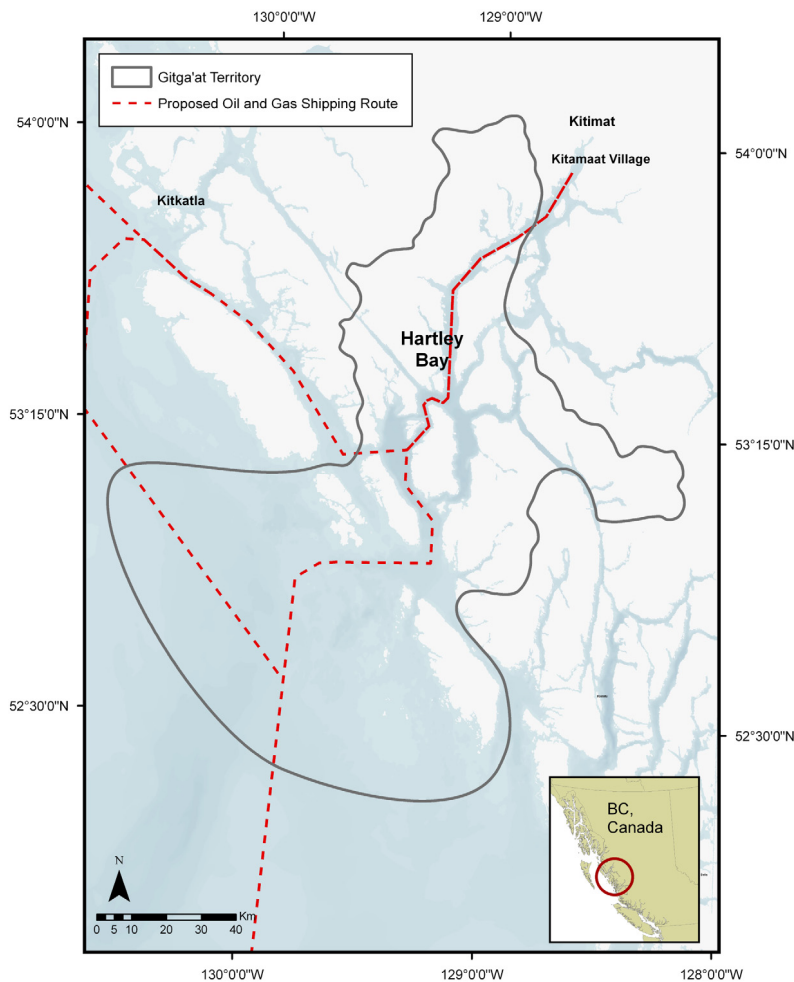 130°0'0"W
129°0'0"W
Gitga'at Territory
Proposed Oil and Gas Shipping Route
54°0'0"N
Kitimat
54°0'0"N
Kitamaat Village
Kitkatla
Hartley
Bay
53°15'0"N
53°15'0"N
52°30'0"N
52°30'0"N
BC,
Canada
N
Km
0 5 10 20 30 40
130°0'0"W
129°0'0"W
128°0'0"W